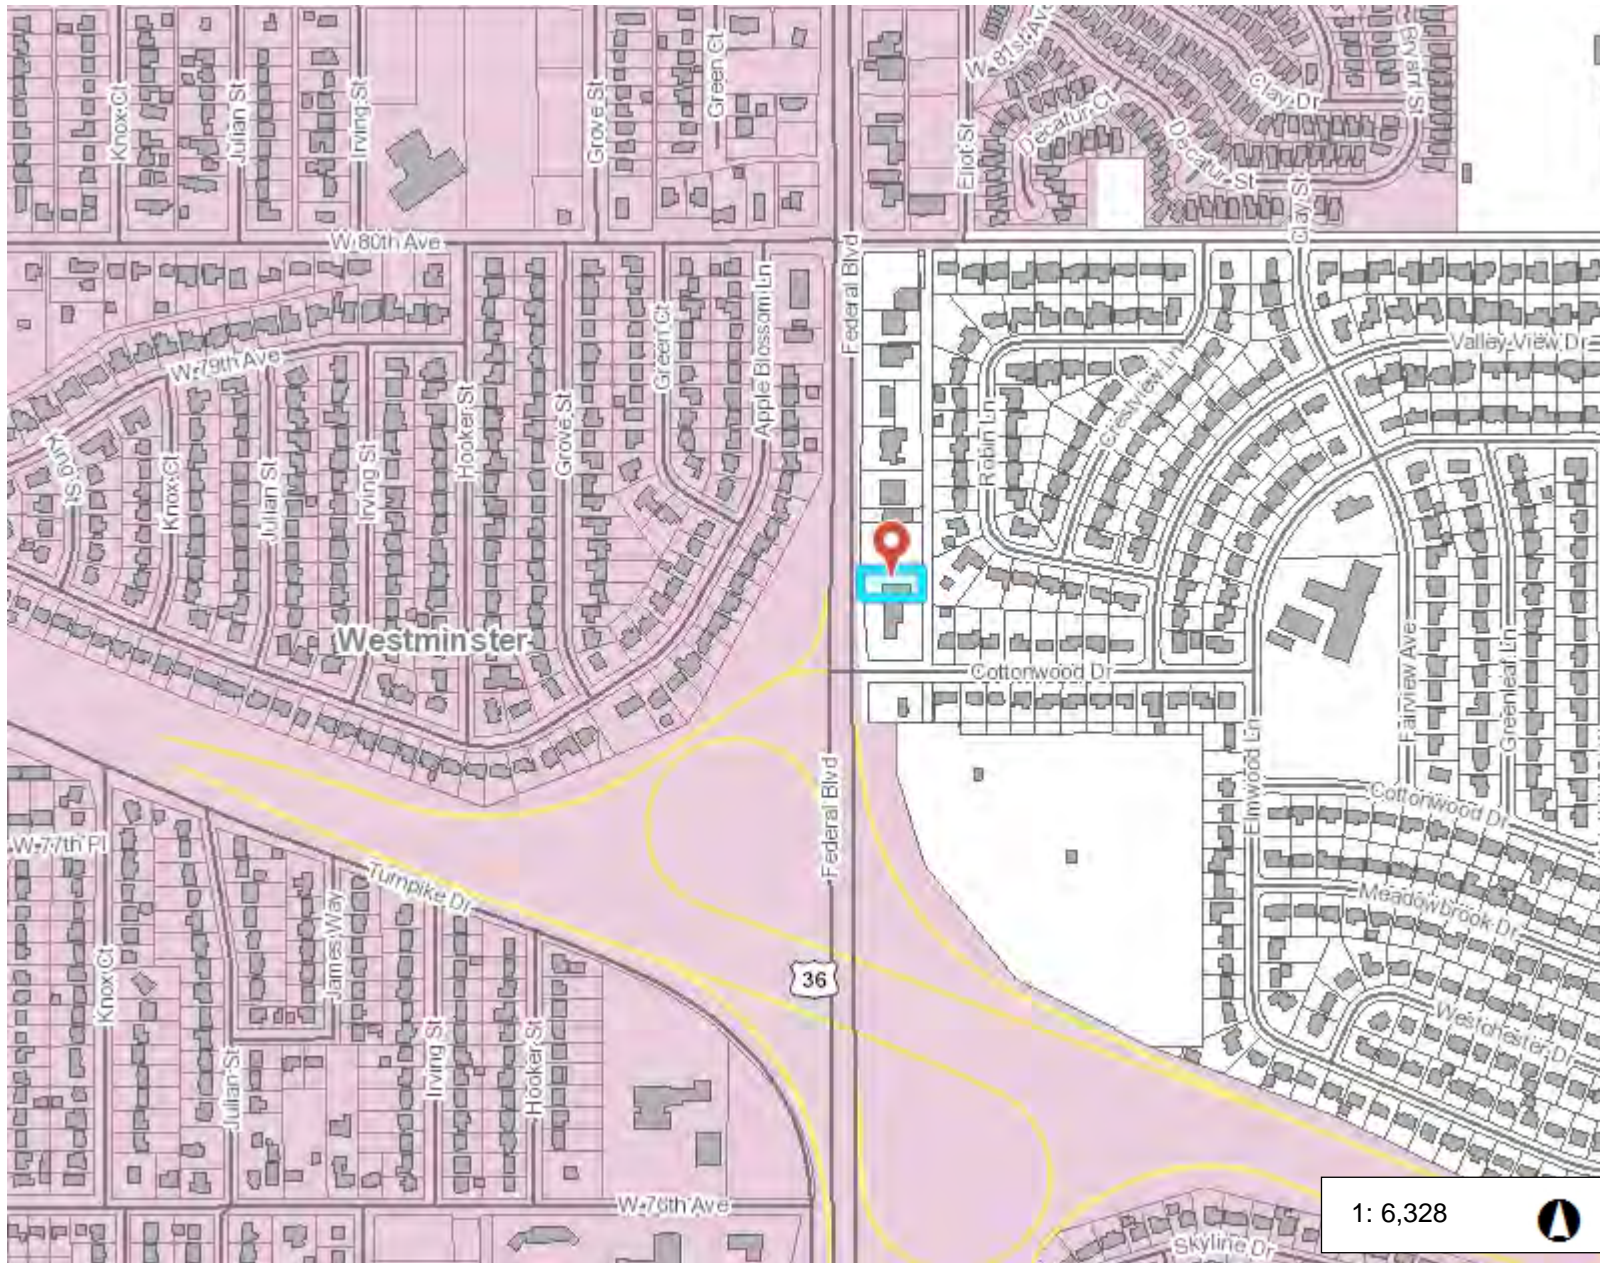 W 81st Ave
Bryant St
Green Ct
Clay Dr
Knox Ct
Julian St
Irving St
Grove St
Decatur Ct
Eliot St
Decatur St
Clay St
W 80th Ave
Federal Blvd
Apple Blossom Ln
Green Ct
Valley View Dr
W 79th Ave
Crestview Ln
Hooker St
Grove St
Robin Ln
King St
Knox Ct
Julian St
Irving St
Westminster
Cottonwood Dr
Fairview Ave
Greenleaf Ln
Elmwood Ln
Federal Blvd
Cottonwood Dr
W 77th Pl
Turnpike Dr
Meadowbrook Dr
James Way
Knox Ct
36
Westchester Dr
Julian St
Irving St
Hooker St
W 76th Ave
1: 6,328
Skyline Dr